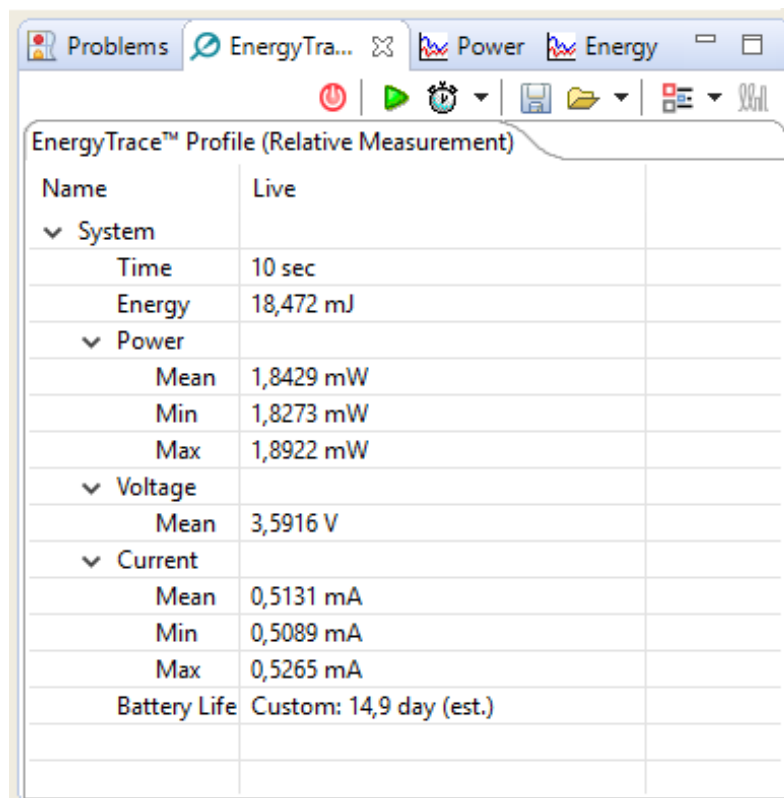 Problems EnergyTra... Power Energy
EnergyTrace™ Profile (Relative Measurement)
Name Live
System
Time 10 sec
Energy 18,472 mJ
Power
Mean 1,8429 mW
Min 1,8273 mW
Max 1,8922 mW
Voltage
Mean 3,5916 V
Current
Mean 0,5131 mA
Min 0,5089 mA
Max 0,5265 mA
Battery Life Custom: 14,9 day (est.)